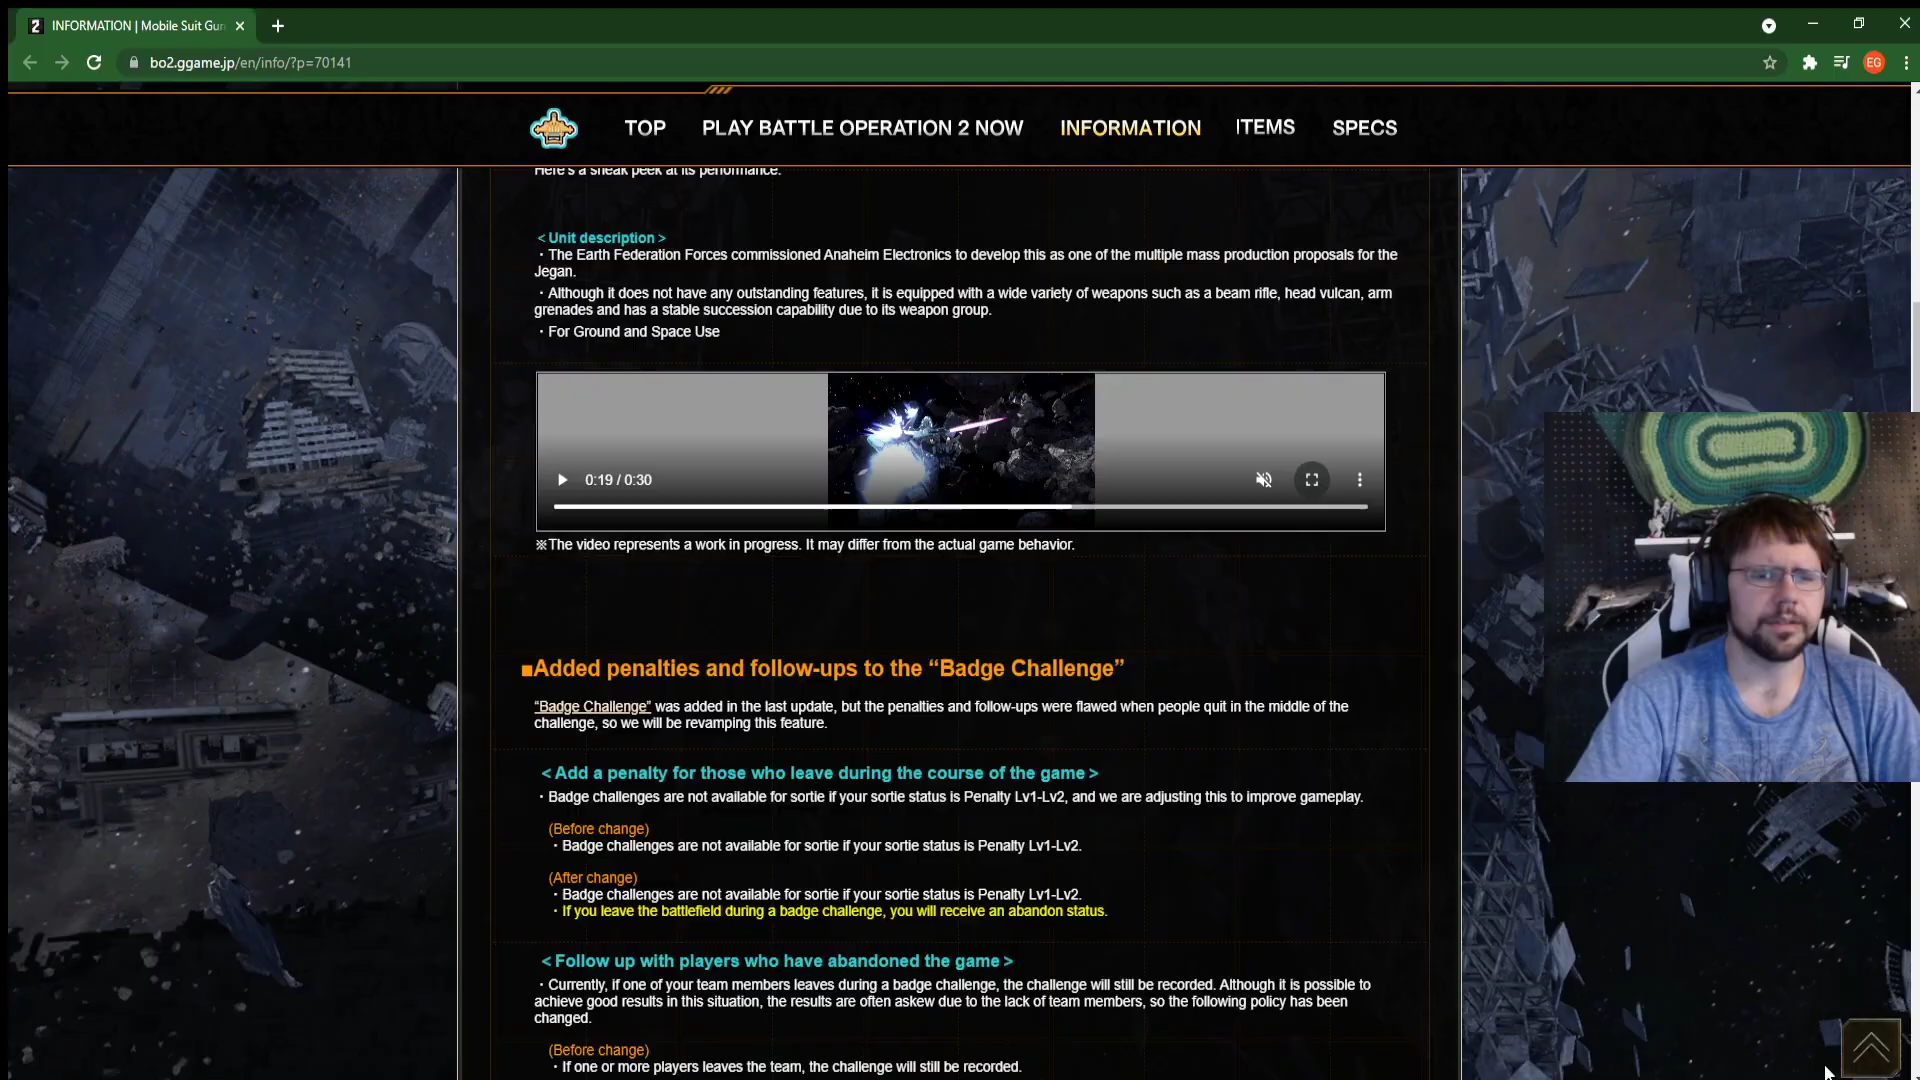 2 INFORMATION | Mobile Suit Gun
bo2.ggame.jp/en/info/?p=70141
EG
TOP PLAY BATTLE OPERATION 2 NOW INFORMATION ITEMS SPECS
Here's a sneak peek at its performance.
<Unit description>
・The Earth Federation Forces commissioned Anaheim Electronics to develop this as one of the multiple mass production proposals for the
Jegan.
・Although it does not have any outstanding features, it is equipped with a wide variety of weapons such as a beam rifle, head vulcan, arm
grenades and has a stable succession capability due to its weapon group.
・For Ground and Space Use
0:19 / 0:30
※The video represents a work in progress. It may differ from the actual game behavior.
■Added penalties and follow-ups to the “Badge Challenge”
“Badge Challenge” was added in the last update, but the penalties and follow-ups were flawed when people quit in the middle of the
challenge, so we will be revamping this feature.
<Add a penalty for those who leave during the course of the game>
・Badge challenges are not available for sortie if your sortie status is Penalty Lv1-Lv2, and we are adjusting this to improve gameplay.
(Before change)
・Badge challenges are not available for sortie if your sortie status is Penalty Lv1-Lv2.
(After change)
・Badge challenges are not available for sortie if your sortie status is Penalty Lv1-Lv2.
・If you leave the battlefield during a badge challenge, you will receive an abandon status.
<Follow up with players who have abandoned the game>
・Currently, if one of your team members leaves during a badge challenge, the challenge will still be recorded. Although it is possible to
achieve good results in this situation, the results are often askew due to the lack of team members, so the following policy has been
changed.
(Before change)
・If one or more players leaves the team, the challenge will still be recorded.